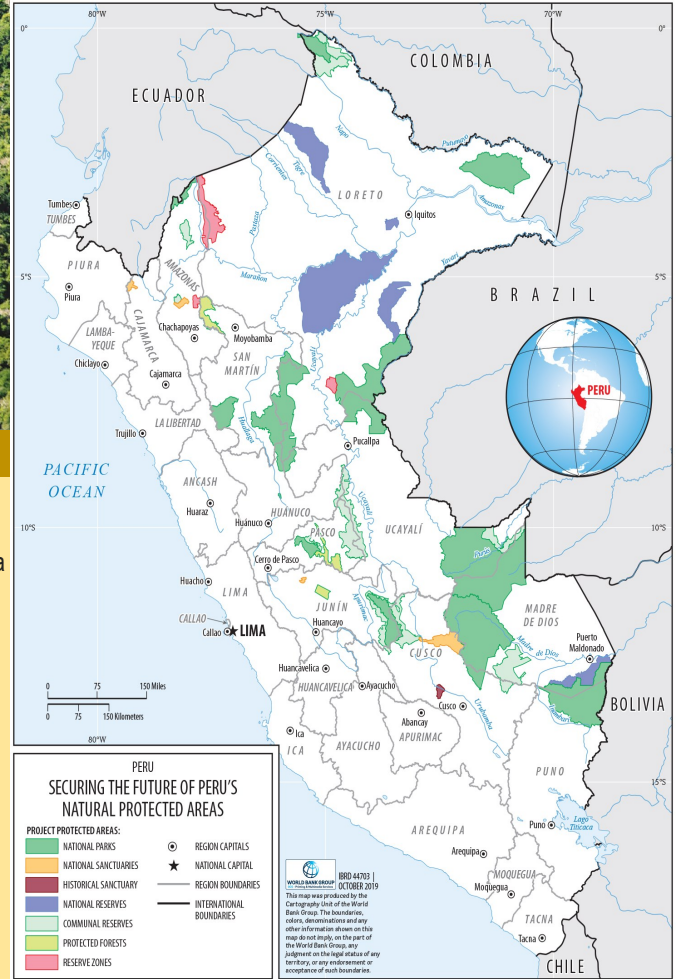 80°W
75°W
70°W
0°
0°
COLOMBIA
ECUADOR
Putumayo
Napo
Tigre
Corrientes
LORETO
Pastaza
Amazonas
Iquitos
Tumbes
TUMBES
Yavarí
Marañon
5°S
5°S
PIURA
Piura
AMAZONAS
BRAZIL
Chachapoyas
Moyobamba
LAMBA-
YEQUE
CAJAMARCA
SAN
MARTÍN
Ucayali
Chiclayo
Cajamarca
PERU
LA LIBERTAD
Huallaga
Trujillo
Pucallpa
PACIFIC
OCEAN
ANCASH
Huaraz
HUÁNUCO
Huánuco
Ucayali
UCAYALÍ
10°S
10°S
PASCO
Purús
a
Cerro de Pasco
Huacho
LIMA
JUNÍN
Apurimac
MADRE
DE DIOS
CALLAO
Callao
LIMA
Huancayo
Madre de Dios
Puerto
Maldonado
CUSCO
Huancavelica
HUANCAVELICA
Ayacucho
Urubamba
Cusco
BOLIVIA
0
75
150 Miles
0
75
150 Kilometers
Abancay
APURIMAC
Ica
ICA
AYACUCHO
80°W
PUNO
15°S
AREQUIPA
Puno
Lago
Titicaca
Arequipa
MOQUEGUA
Moquegua
TACNA
Tacna
CHILE
PERU
SECURING THE FUTURE OF PERU'S
NATURAL PROTECTED AREAS
PROJECT PROTECTED AREAS:
NATIONAL PARKS
NATIONAL SANCTUARIES
HISTORICAL SANCTUARY
NATIONAL RESERVES
COMMUNAL RESERVES
PROTECTED FORESTS
RESERVE ZONES
REGION CAPITALS
NATIONAL CAPITAL
REGION BOUNDARIES
INTERNATIONAL
BOUNDARIES
WORLD BANK GROUP
IBRD 44703 |
OCTOBER 2019
This map was produced by the
Cartography Unit of the World
Bank Group. The boundaries,
colors, denominations and any
other information shown on this
map do not imply, on the part of
the World Bank Group, any
judgment on the legal status of any
territory, or any endorsement or
acceptance of such boundaries.